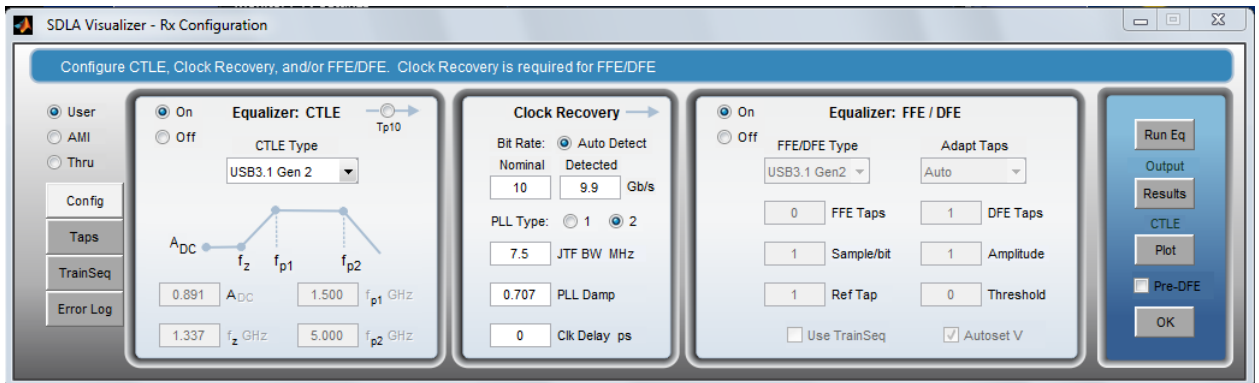 SDLA Visualizer - Rx Configuration
Configure CTLE, Clock Recovery, and/or FFE/DFE.  Clock Recovery is required for FFE/DFE
User
AMI
Thru
Config
Taps
TrainSeq
Error Log
On
Off
Equalizer: CTLE
Tp10
CTLE Type
USB3.1 Gen 2
ADC
fz
fp1
fp2
0.891 ADC 1.500 fp1 GHz
1.337 fz GHz 5.000 fp2 GHz
Clock Recovery
Bit Rate: Auto Detect
Nominal Detected
10 9.9 Gb/s
PLL Type: 1 2
7.5 JTF BW MHz
0.707 PLL Damp
0 Clk Delay ps
On
Off
Equalizer: FFE / DFE
FFE/DFE Type Adapt Taps
USB3.1 Gen2 Auto
0 FFE Taps 1 DFE Taps
1 Sample/bit 1 Amplitude
1 Ref Tap 0 Threshold
Use TrainSeq Autoset V
Run Eq
Output
Results
CTLE
Plot
Pre-DFE
OK